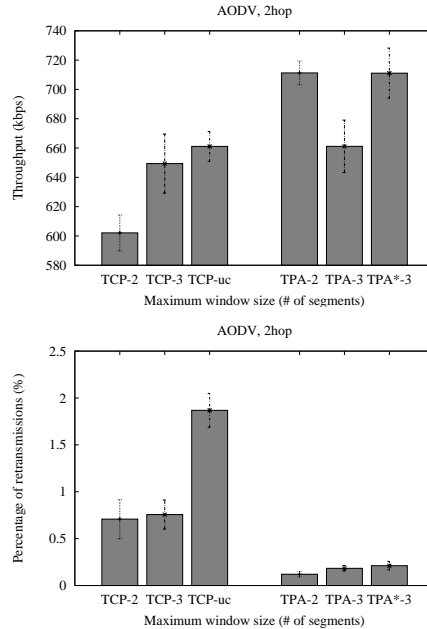 AODV, 2hop
Throughput (kbps)
740
720
700
680
660
640
620
600
580
TCP-2 TCP-3 TCP-uc TPA-2 TPA-3 TPA*-3
Maximum window size (# of segments)
AODV, 2hop
Percentage of retransmissions (%)
2.5
2
1.5
1
0.5
0
TCP-2 TCP-3 TCP-uc TPA-2 TPA-3 TPA*-3
Maximum window size (# of segments)